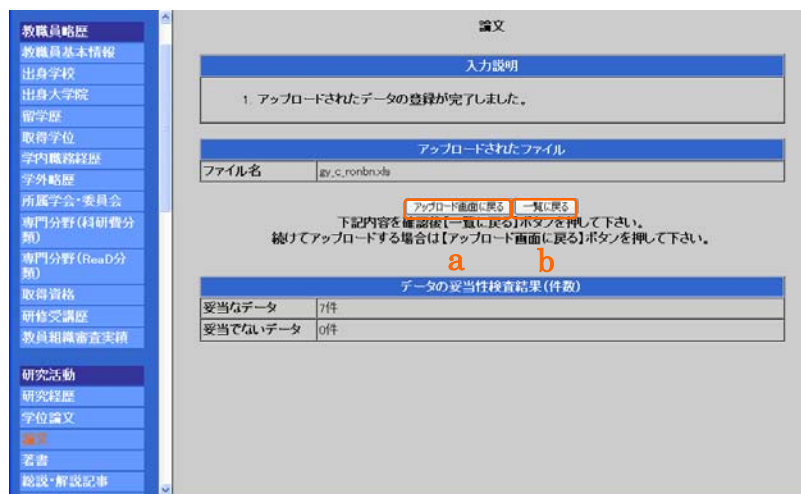 教職員略歴
教職員基本情報
出身学校
出身大学院
留学歴
取得学位
学内職務経歴
学外略歴
所属学会・委員会
専門分野(科研費分
類)
専門分野(ReaD分
類)
取得資格
研修受講歴
教員組織審査実績
研究活動
研究経歴
学位論文
論文
著書
総説・解説記事
論文
入力説明
1. アップロードされたデータの登録が完了しました。
アップロードされたファイル
ファイル名 gy_c_ronbn.xls
アップロード画面に戻る 一覧に戻る
下記内容を確認後【一覧に戻る】ボタンを押して下さい。
続けてアップロードする場合は【アップロード画面に戻る】ボタンを押して下さい。
a b
データの妥当性検査結果(件数)
妥当なデータ 7件
妥当でないデータ 0件